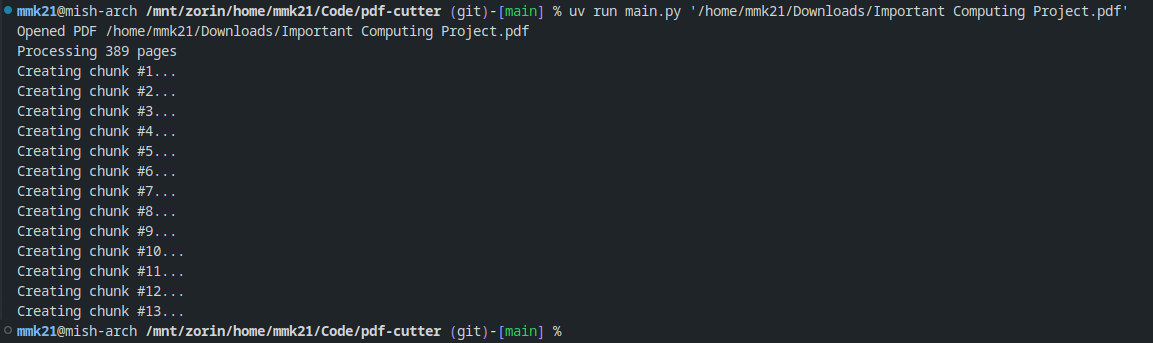 mmk21@mish-arch /mnt/zorin/home/mmk21/Code/pdf-cutter (git)-[main] % uv run main.py '/home/mmk21/Downloads/Important Computing Project.pdf'
Opened PDF /home/mmk21/Downloads/Important Computing Project.pdf
Processing 389 pages
Creating chunk #1...
Creating chunk #2...
Creating chunk #3...
Creating chunk #4...
Creating chunk #5...
Creating chunk #6...
Creating chunk #7...
Creating chunk #8...
Creating chunk #9...
Creating chunk #10...
Creating chunk #11...
Creating chunk #12...
Creating chunk #13...
mmk21@mish-arch /mnt/zorin/home/mmk21/Code/pdf-cutter (git)-[main] %